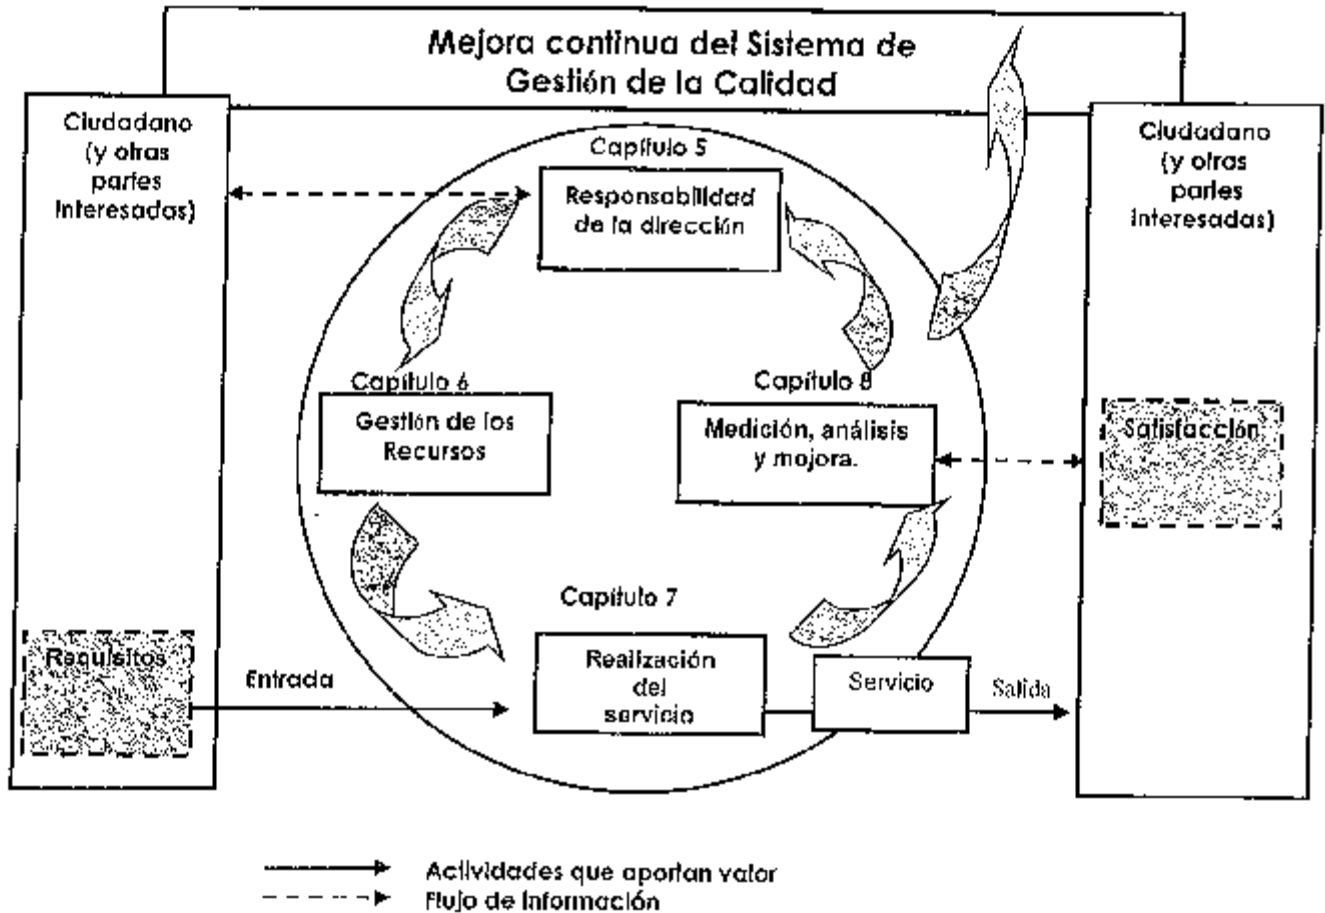 Mejora continua del Sistema de
Gestión de la Calidad
Ciudadano
(y otras
partes
interesadas)
Capítulo 5
Responsabilidad
de la dirección
Ciudadano
(y otras
partes
interesadas)
Capítulo 6
Gestión de los
Recursos
Capítulo 8
Medición, análisis
y mojora.
Satisfacción
Capítulo 7
Requisitos
Entrada
Realización
del
servicio
Servicio
Salida
Actividades que aportan valor
Flujo de información